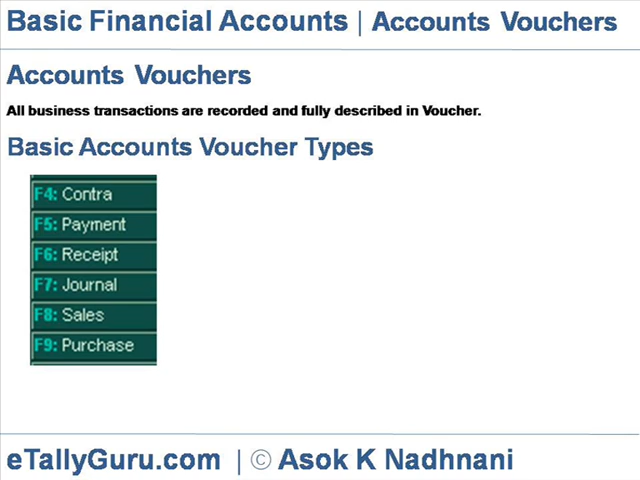 Basic Financial Accounts | Accounts Vouchers
Accounts Vouchers
All business transactions are recorded and fully described in Voucher.
Basic Accounts Voucher Types
F4: Contra
F5: Payment
F6: Receipt
F7: Journal
F8: Sales
F9: Purchase
eTallyGuru.com | © Asok K Nadhnani